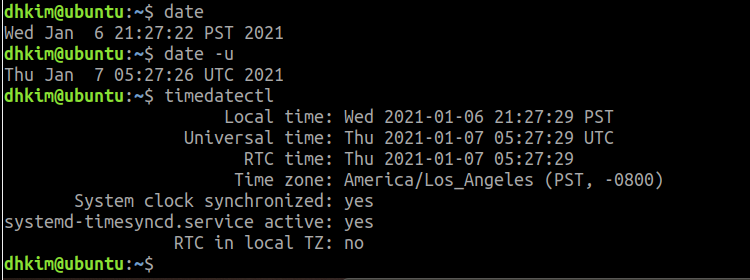 dhkim@ubuntu:~$ date
Wed Jan  6 21:27:22 PST 2021
dhkim@ubuntu:~$ date -u
Thu Jan  7 05:27:26 UTC 2021
dhkim@ubuntu:~$ timedatectl
                      Local time: Wed 2021-01-06 21:27:29 PST
                  Universal time: Thu 2021-01-07 05:27:29 UTC
                        RTC time: Thu 2021-01-07 05:27:29
                       Time zone: America/Los_Angeles (PST, -0800)
       System clock synchronized: yes
systemd-timesyncd.service active: yes
                 RTC in local TZ: no
dhkim@ubuntu:~$